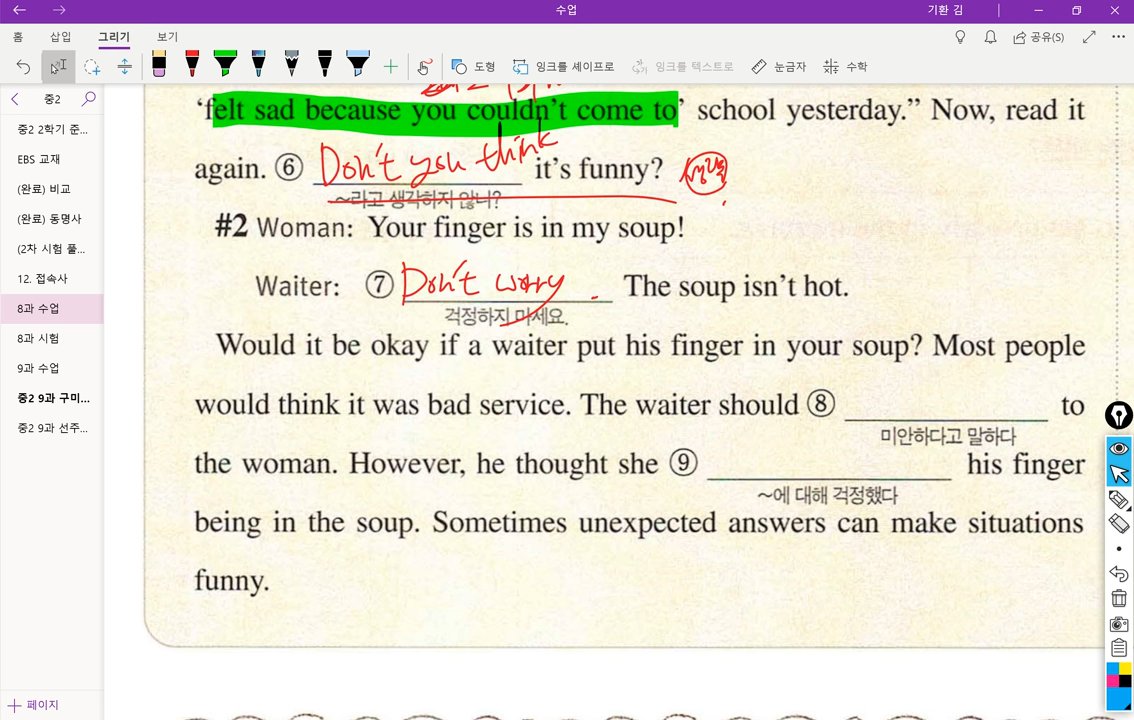 수업
기환 김
홈 삽입 그리기 보기
공유(S)
도형 잉크를 셰이프로 잉크를 텍스트로 눈금자 수학
중2
중2 2학기 준...
EBS 교재
(완료) 비교
(완료) 동명사
(2차 시험 풀...
12. 접속사
8과 수업
8과 시험
9과 수업
중2 9과 구미...
중2 9과 선주...
페이지
‘felt sad because you couldn’t come to’ school yesterday.” Now, read it
again. ⑥ Don't you think it’s funny?
~라고 생각하지 않니?
#2 Woman: Your finger is in my soup!
Waiter: ⑦ Don't worry. The soup isn’t hot.
걱정하지 마세요.
Would it be okay if a waiter put his finger in your soup? Most people
would think it was bad service. The waiter should ⑧ to
미안하다고 말하다
the woman. However, he thought she ⑨ his finger
~에 대해 걱정했다
being in the soup. Sometimes unexpected answers can make situations
funny.